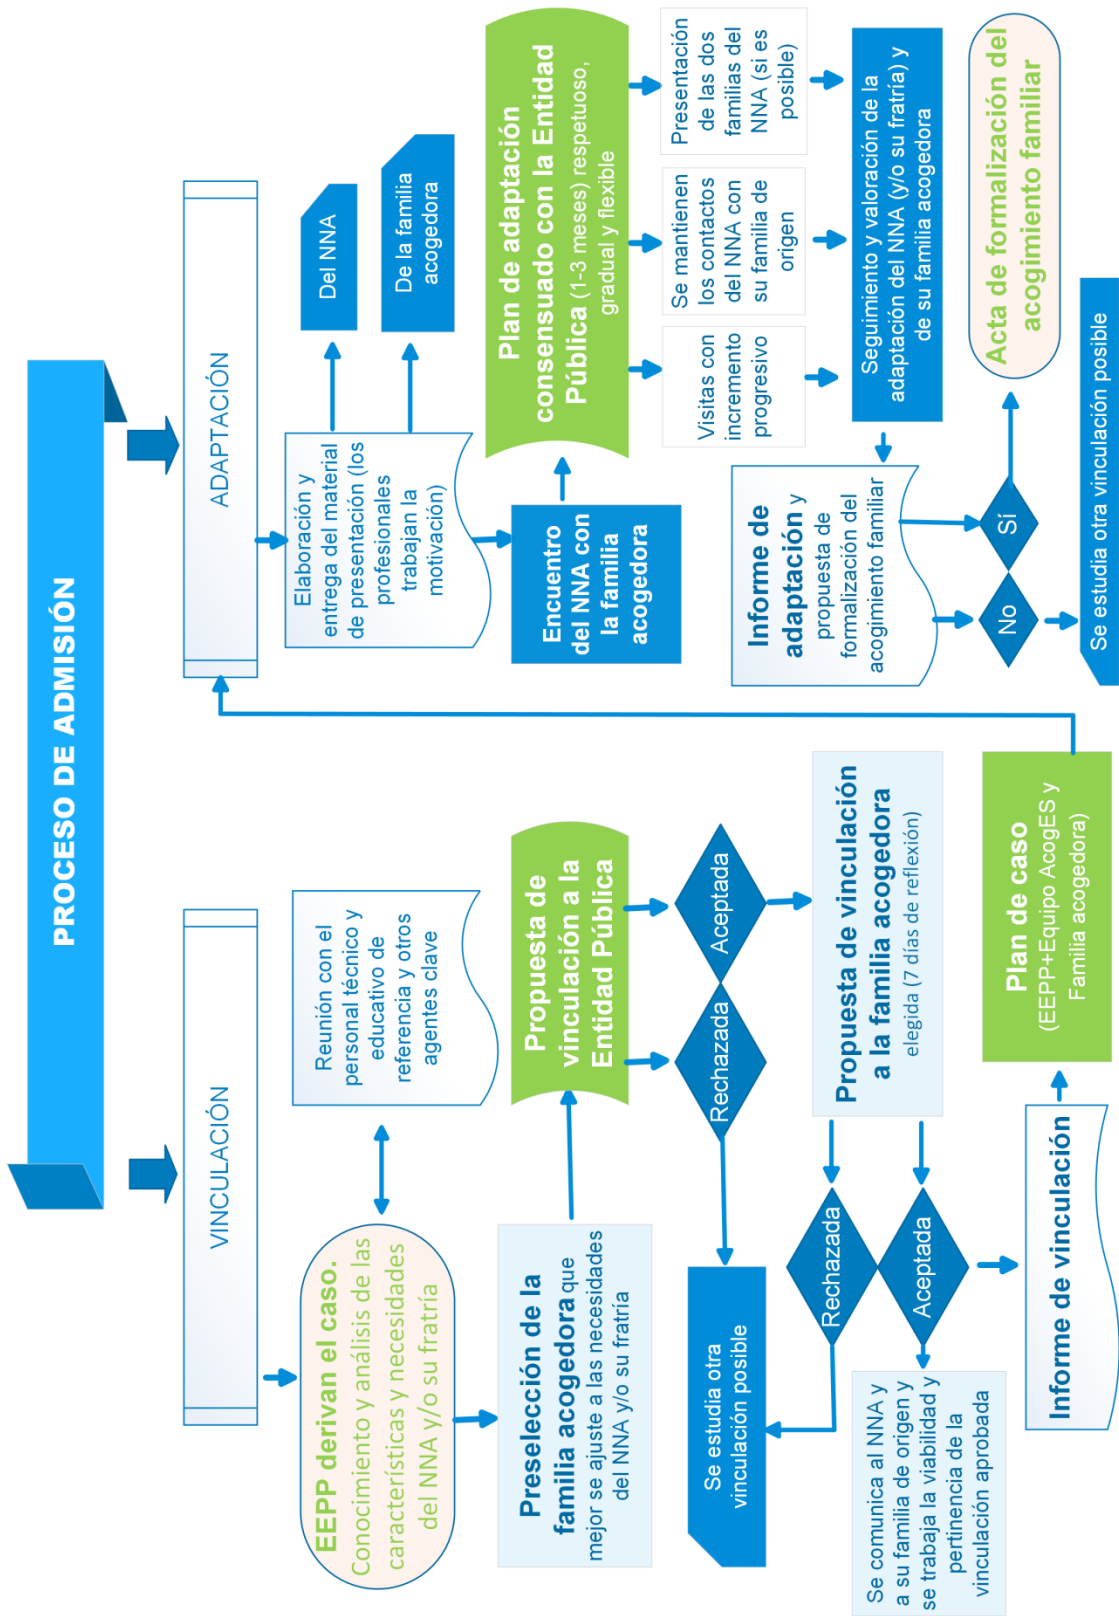 PROCESO DE ADMISIÓN
VINCULACIÓN
EEPP derivan el caso.
Conocimiento y análisis de las
características y necesidades
del NNA y/o su fratría
Reunión con el
personal técnico y
educativo de
referencia y otros
agentes clave
Preselección de la
familia acogedora que
mejor se ajuste a las necesidades
del NNA y/o su fratría
Propuesta de
vinculación a la
Entidad Pública
Rechazada
Aceptada
Se estudia otra
vinculación posible
Propuesta de vinculación
a la familia acogedora
elegida (7 días de reflexión)
Rechazada
Aceptada
Se comunica al NNA y
a su familia de origen y
se trabaja la viabilidad y
pertinencia de la
vinculación aprobada
Informe de vinculación
Plan de caso
(EEPP+Equipo AcogES y
Familia acogedora)
ADAPTACIÓN
Elaboración y
entrega del material
de presentación (los
profesionales
trabajan la
motivación)
Del NNA
De la familia
acogedora
Encuentro
del NNA con
la familia
acogedora
Plan de adaptación
consensuado con la Entidad
Pública (1-3 meses) respetuoso,
gradual y flexible
Visitas con
incremento
progresivo
Se mantienen
los contactos
del NNA con
su familia de
origen
Presentación
de las dos
familias del
NNA (si es
posible)
Seguimiento y valoración de la
adaptación del NNA (y/o su fratría) y
de su familia acogedora
Informe de
adaptación y
propuesta de
formalización del
acogimiento familiar
No
Sí
Acta de formalización del
acogimiento familiar
Se estudia otra vinculación posible